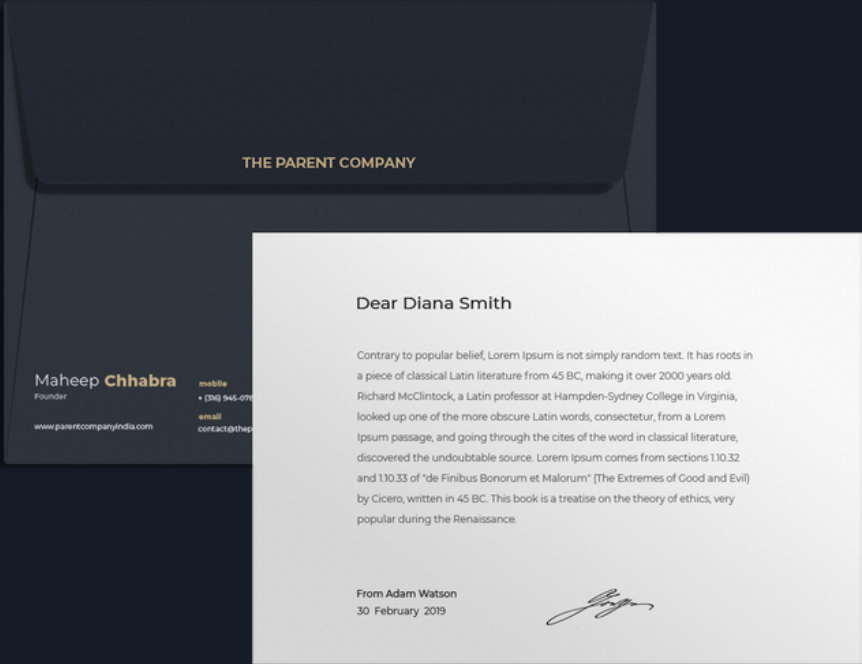 THE PARENT COMPANY
Maheep Chhabra
Founder
www.parentcompanyindia.com
mobile
+ (316) 945-078
email
contact@thep
Dear Diana Smith
Contrary to popular belief, Lorem Ipsum is not simply random text. It has roots in
a piece of classical Latin literature from 45 BC, making it over 2000 years old.
Richard McClintock, a Latin professor at Hampden-Sydney College in Virginia,
looked up one of the more obscure Latin words, consectetur, from a Lorem
Ipsum passage, and going through the cites of the word in classical literature,
discovered the undoubtable source. Lorem Ipsum comes from sections 1.10.32
and 1.10.33 of "de Finibus Bonorum et Malorum" (The Extremes of Good and Evil)
by Cicero, written in 45 BC. This book is a treatise on the theory of ethics, very
popular during the Renaissance.
From Adam Watson
30 February 2019